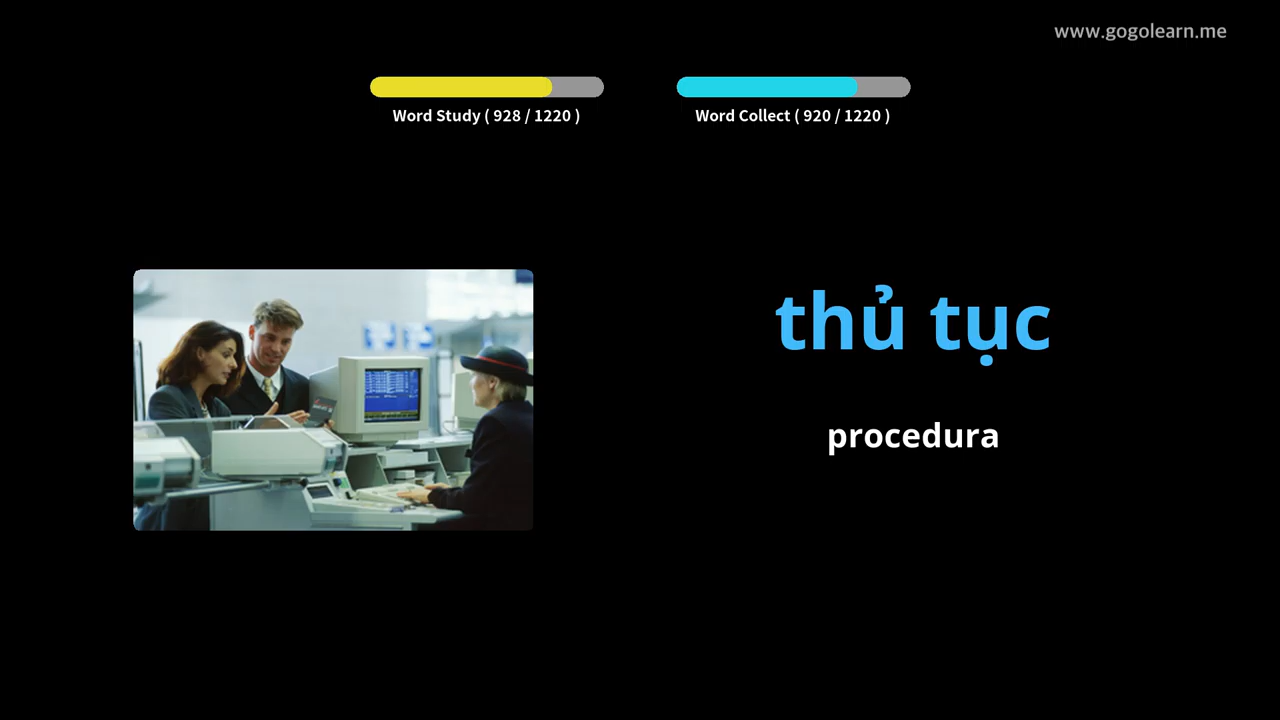 www.gogolearn.me
Word Study ( 928 / 1220 )
Word Collect ( 920 / 1220 )
thủ tục
procedura